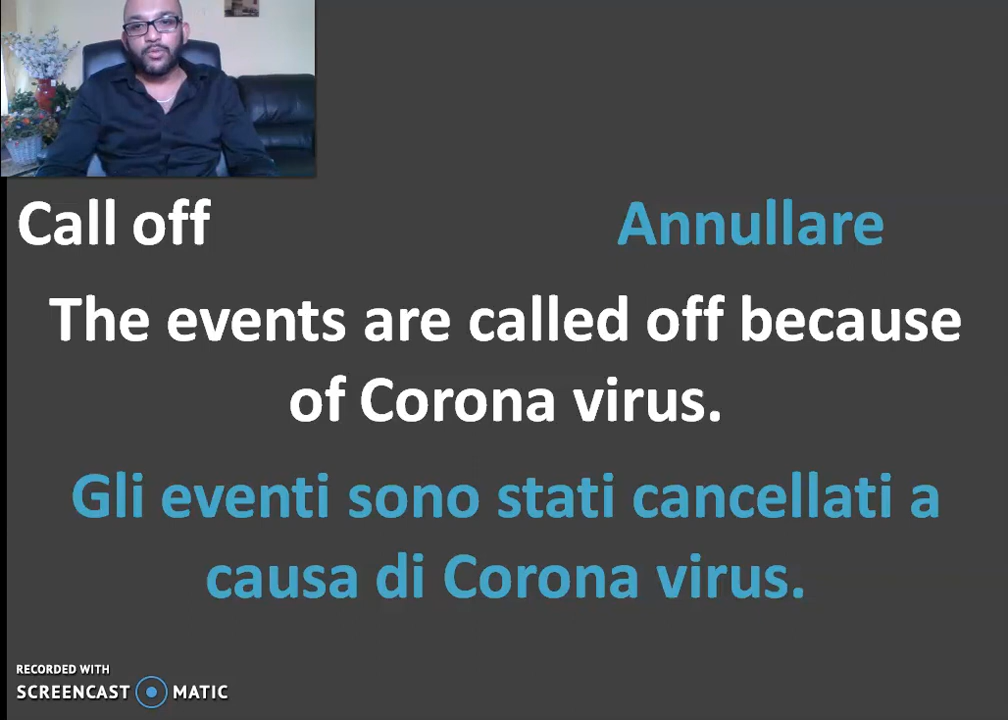 Call off Annullare
The events are called off because
of Corona virus.
Gli eventi sono stati cancellati a
causa di Corona virus.
RECORDED WITH
SCREENCAST MATIC